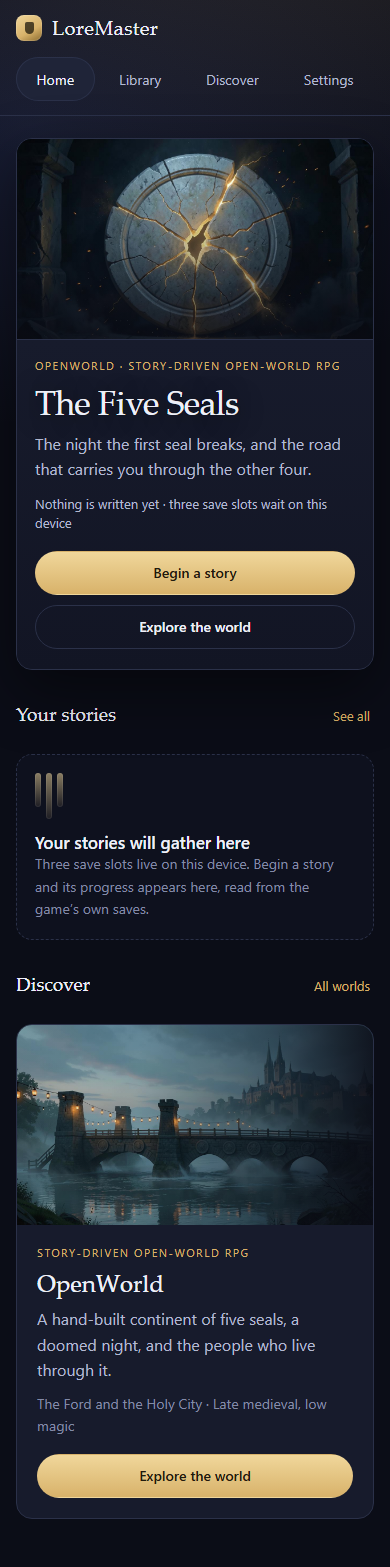 LoreMaster
Home Library Discover Settings
OPENWORLD · STORY-DRIVEN OPEN-WORLD RPG
The Five Seals
The night the first seal breaks, and the road
that carries you through the other four.
Nothing is written yet · three save slots wait on this
device
Begin a story
Explore the world
Your stories See all
Your stories will gather here
Three save slots live on this device. Begin a story
and its progress appears here, read from the
game's own saves.
Discover All worlds
STORY-DRIVEN OPEN-WORLD RPG
OpenWorld
A hand-built continent of five seals, a
doomed night, and the people who live
through it.
The Ford and the Holy City · Late medieval, low
magic
Explore the world